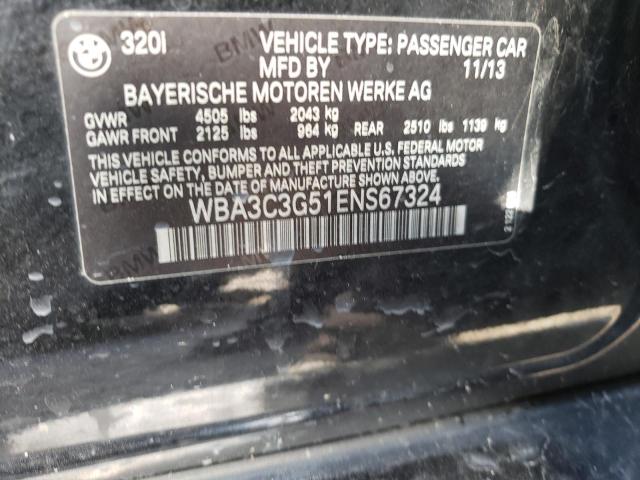 BMW 320I VEHICLE TYPE: PASSENGER CAR
MFD BY 11/13
BAYERISCHE MOTOREN WERKE AG
GVWR 4505 lbs 2043 kg
GAWR FRONT 2125 lbs 964 kg REAR 2510 lbs 1139 kg
THIS VEHICLE CONFORMS TO ALL APPLICABLE U.S. FEDERAL MOTOR
VEHICLE SAFETY, BUMPER AND THEFT PREVENTION STANDARDS
IN EFFECT ON THE DATE OF MANUFACTURE SHOWN ABOVE.
WBA3C3G51ENS67324